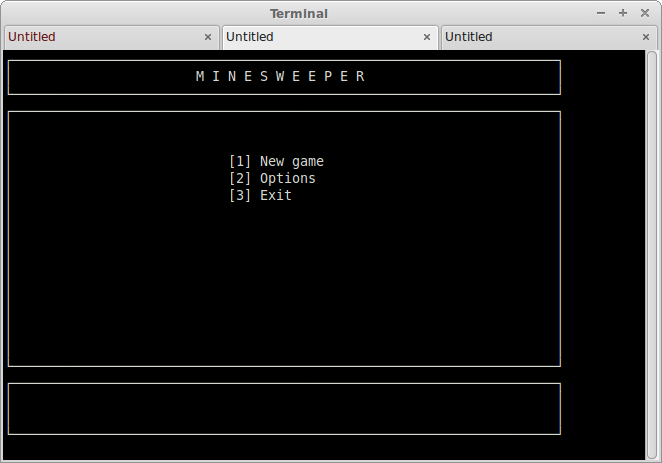 Terminal
Untitled
Untitled
Untitled
M I N E S W E E P E R
[1] New game
[2] Options
[3] Exit